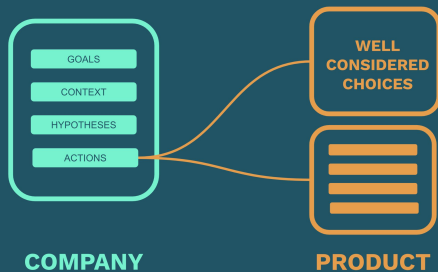 GOALS
CONTEXT
HYPOTHESES
ACTIONS
WELL
CONSIDERED
CHOICES
COMPANY
PRODUCT